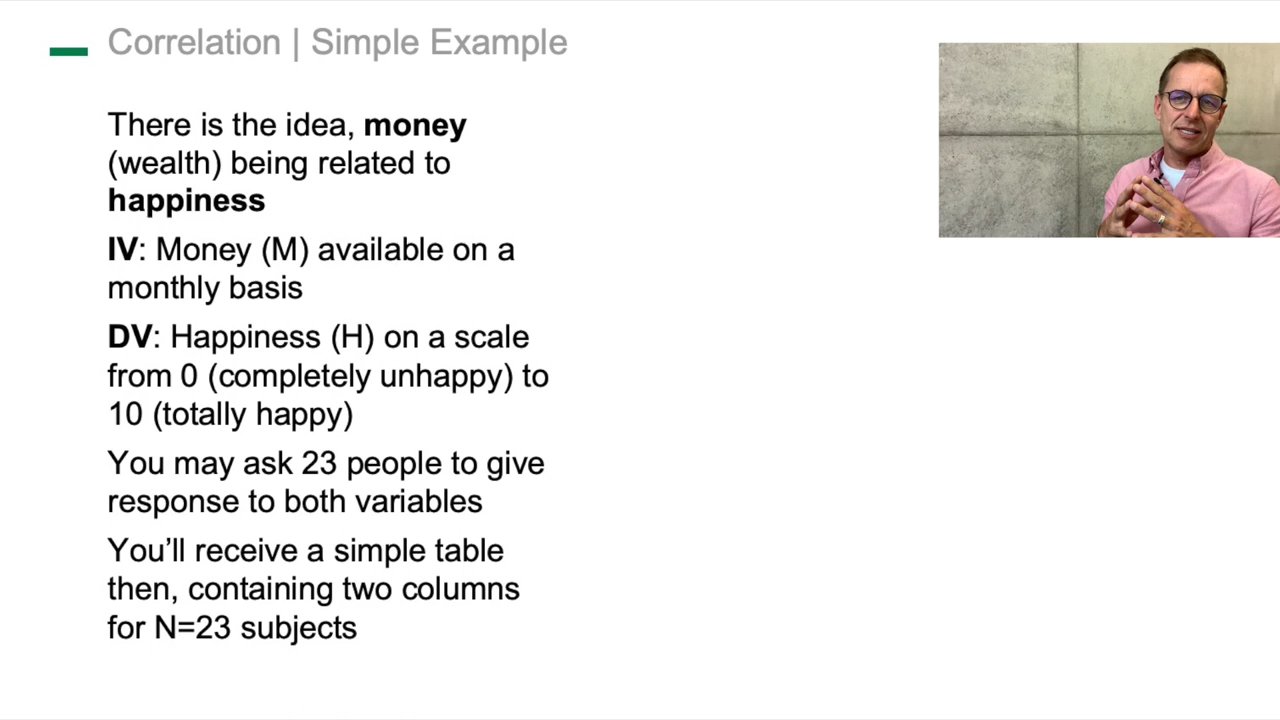 Correlation | Simple Example
There is the idea, money
(wealth) being related to
happiness
IV: Money (M) available on a
monthly basis
DV: Happiness (H) on a scale
from 0 (completely unhappy) to
10 (totally happy)
You may ask 23 people to give
response to both variables
You’ll receive a simple table
then, containing two columns
for N=23 subjects